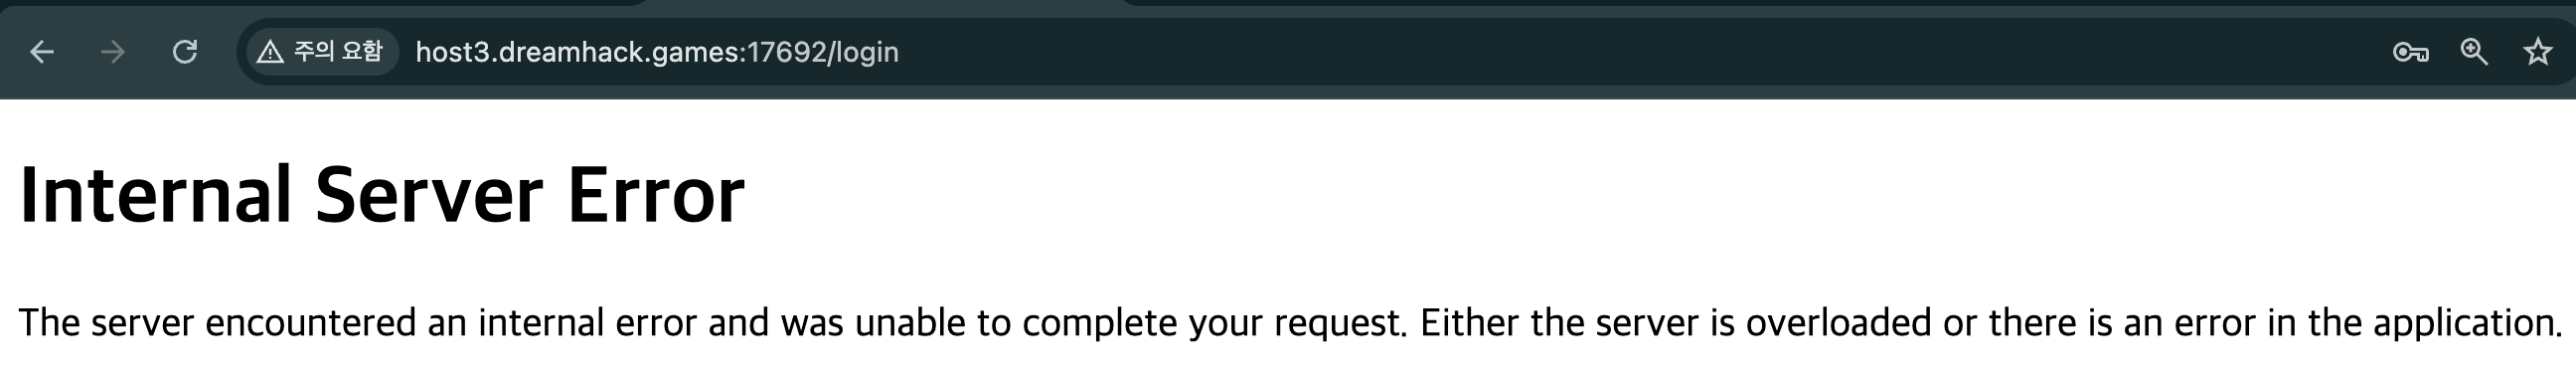 주의 요함 host3.dreamhack.games:17692/login
Internal Server Error
The server encountered an internal error and was unable to complete your request. Either the server is overloaded or there is an error in the application.